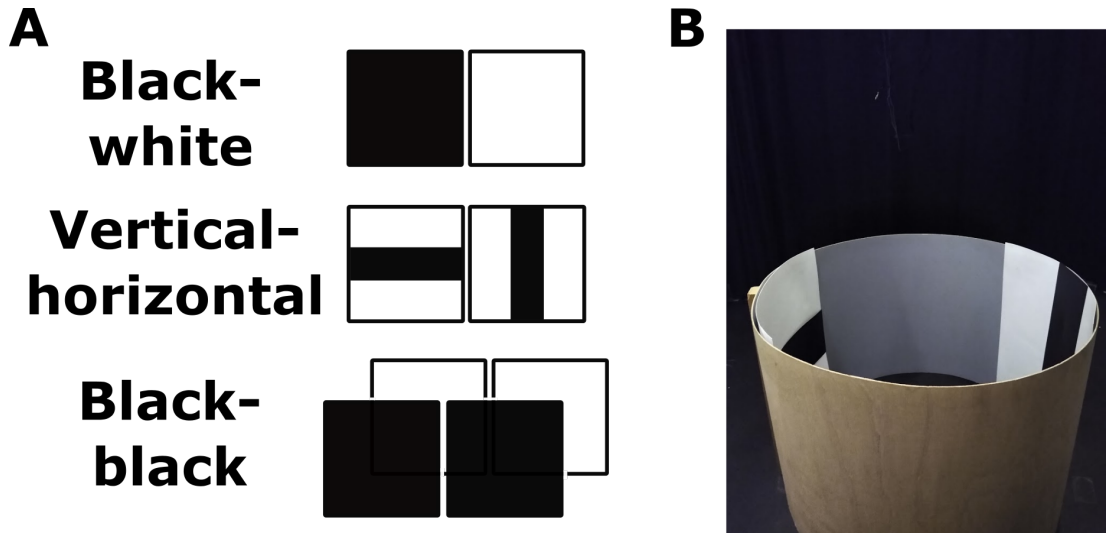 A
Black-
white
Vertical-
horizontal
Black-
black
B